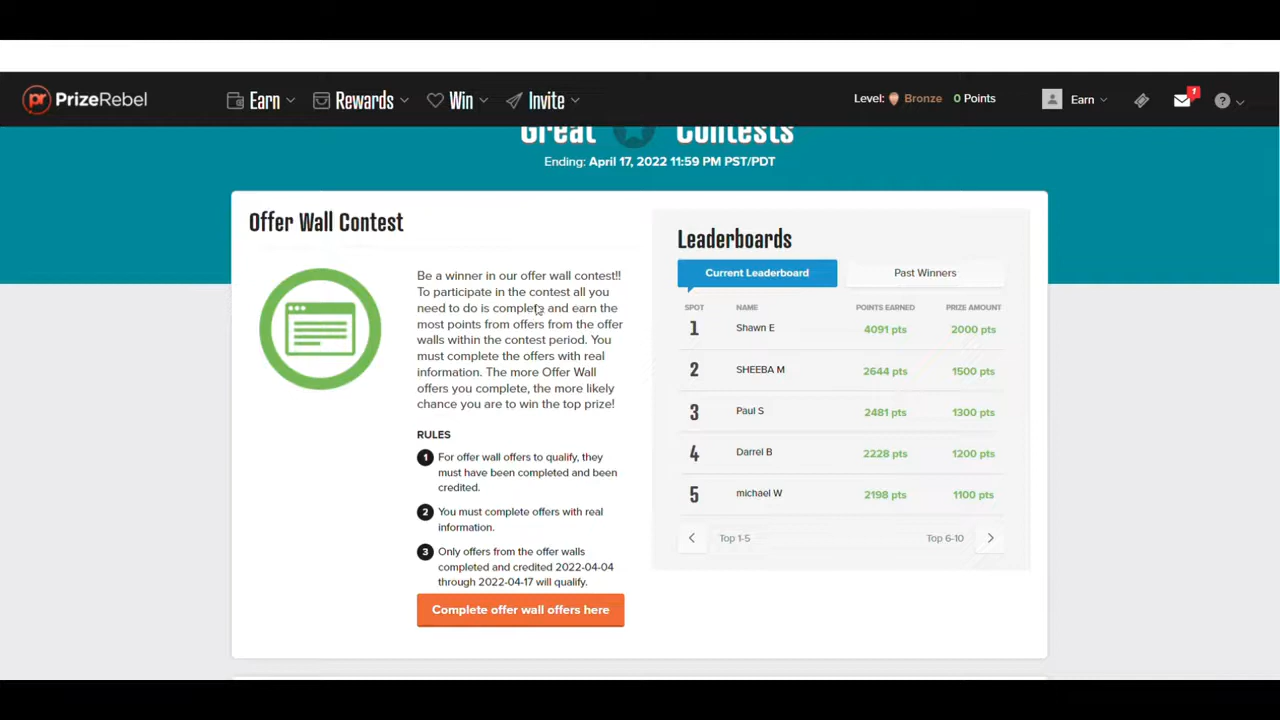 pr PrizeRebel Earn Rewards Win Invite Level: Bronze 0 Points Earn 1 ?
Great Contests
Ending: April 17, 2022 11:59 PM PST/PDT
Offer Wall Contest
Be a winner in our offer wall contest!!
To participate in the contest all you
need to do is complete and earn the
most points from offers from the offer
walls within the contest period. You
must complete the offers with real
information. The more Offer Wall
offers you complete, the more likely
chance you are to win the top prize!
RULES
1 For offer wall offers to qualify, they
must have been completed and been
credited.
2 You must complete offers with real
information.
3 Only offers from the offer walls
completed and credited 2022-04-04
through 2022-04-17 will qualify.
Complete offer wall offers here
Leaderboards
Current Leaderboard Past Winners
SPOT NAME POINTS EARNED PRIZE AMOUNT
1 Shawn E 4091 pts 2000 pts
2 SHEEBA M 2644 pts 1500 pts
3 Paul S 2481 pts 1300 pts
4 Darrel B 2228 pts 1200 pts
5 michael W 2198 pts 1100 pts
Top 1-5 Top 6-10